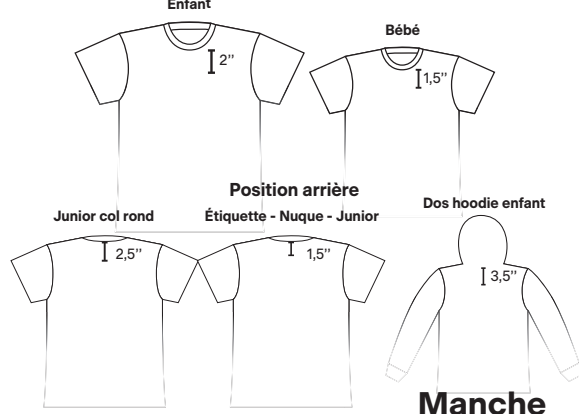 Enfant
2’’
Bébé
1,5’’
Position arrière
Junior col rond
2,5’’
Étiquette - Nuque - Junior
1,5’’
Dos hoodie enfant
3,5’’
Manche